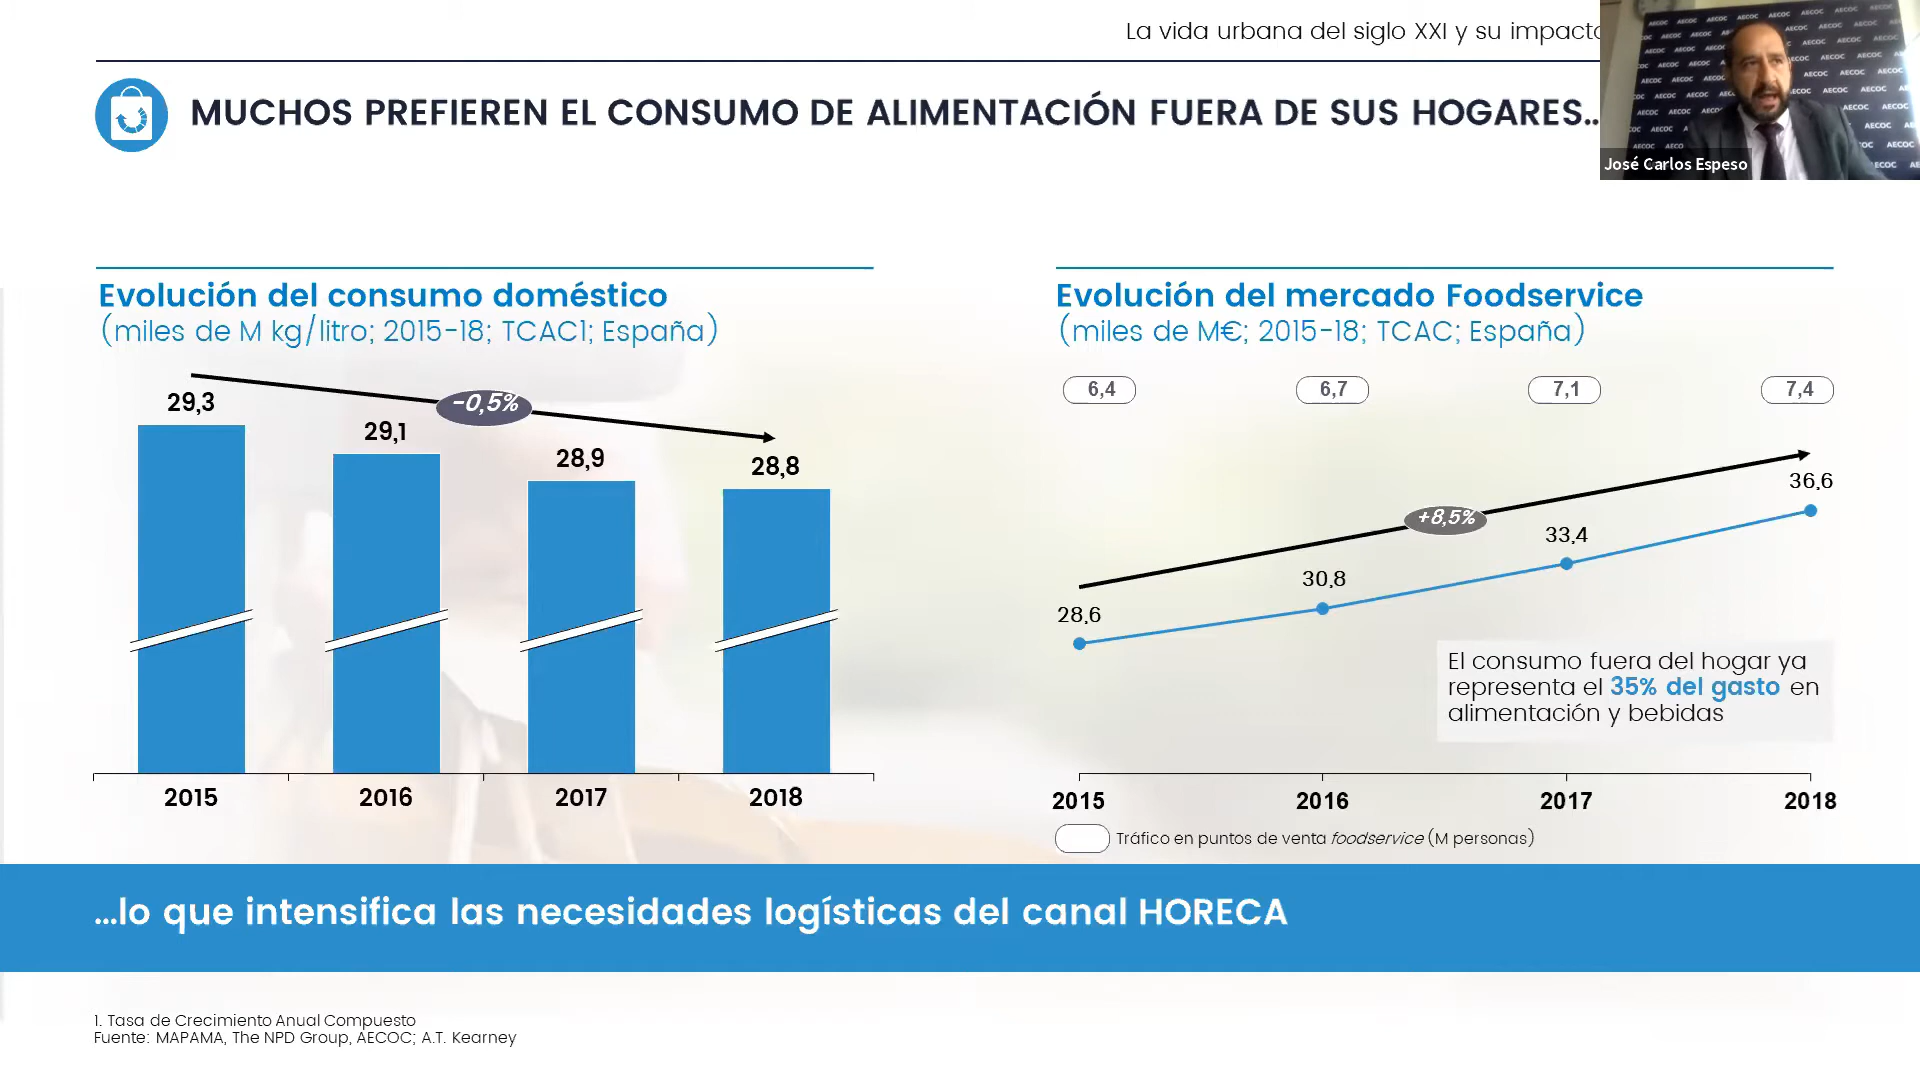 La vida urbana del siglo XXI y su impacto
MUCHOS PREFIEREN EL CONSUMO DE ALIMENTACIÓN FUERA DE SUS HOGARES...
AECOC
José Carlos Espeso
Evolución del consumo doméstico
(miles de M kg/litro; 2015-18; TCAC1; España)
-0,5%
29,3
29,1
28,9
28,8
2015
2016
2017
2018
Evolución del mercado Foodservice
(miles de M€; 2015-18; TCAC; España)
6,4
6,7
7,1
7,4
+8,5%
28,6
30,8
33,4
36,6
El consumo fuera del hogar ya
representa el 35% del gasto en
alimentación y bebidas
2015
2016
2017
2018
Tráfico en puntos de venta foodservice (M personas)
...lo que intensifica las necesidades logísticas del canal HORECA
1. Tasa de Crecimiento Anual Compuesto
Fuente: MAPAMA, The NPD Group, AECOC; A.T. Kearney